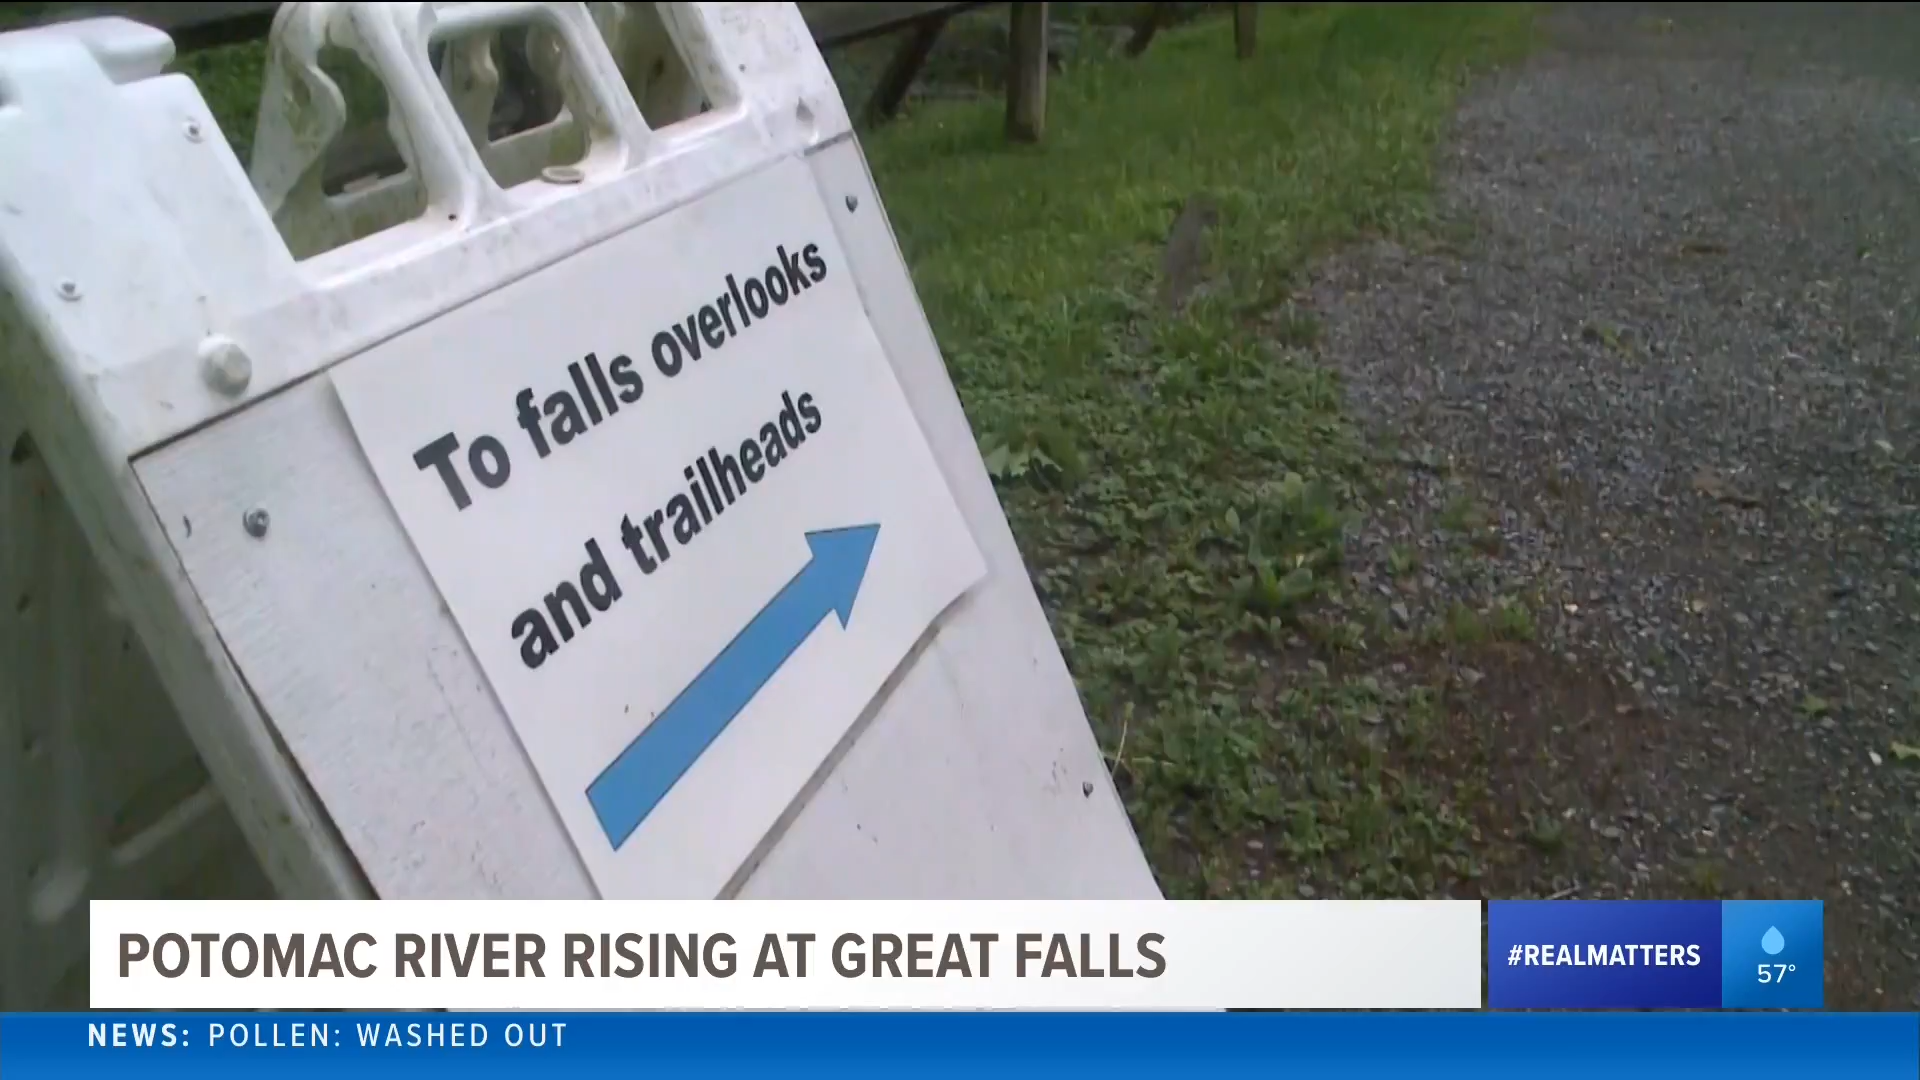 To falls overlooks
and trailheads
POTOMAC RIVER RISING AT GREAT FALLS
#REALMATTERS
57°
NEWS: POLLEN: WASHED OUT